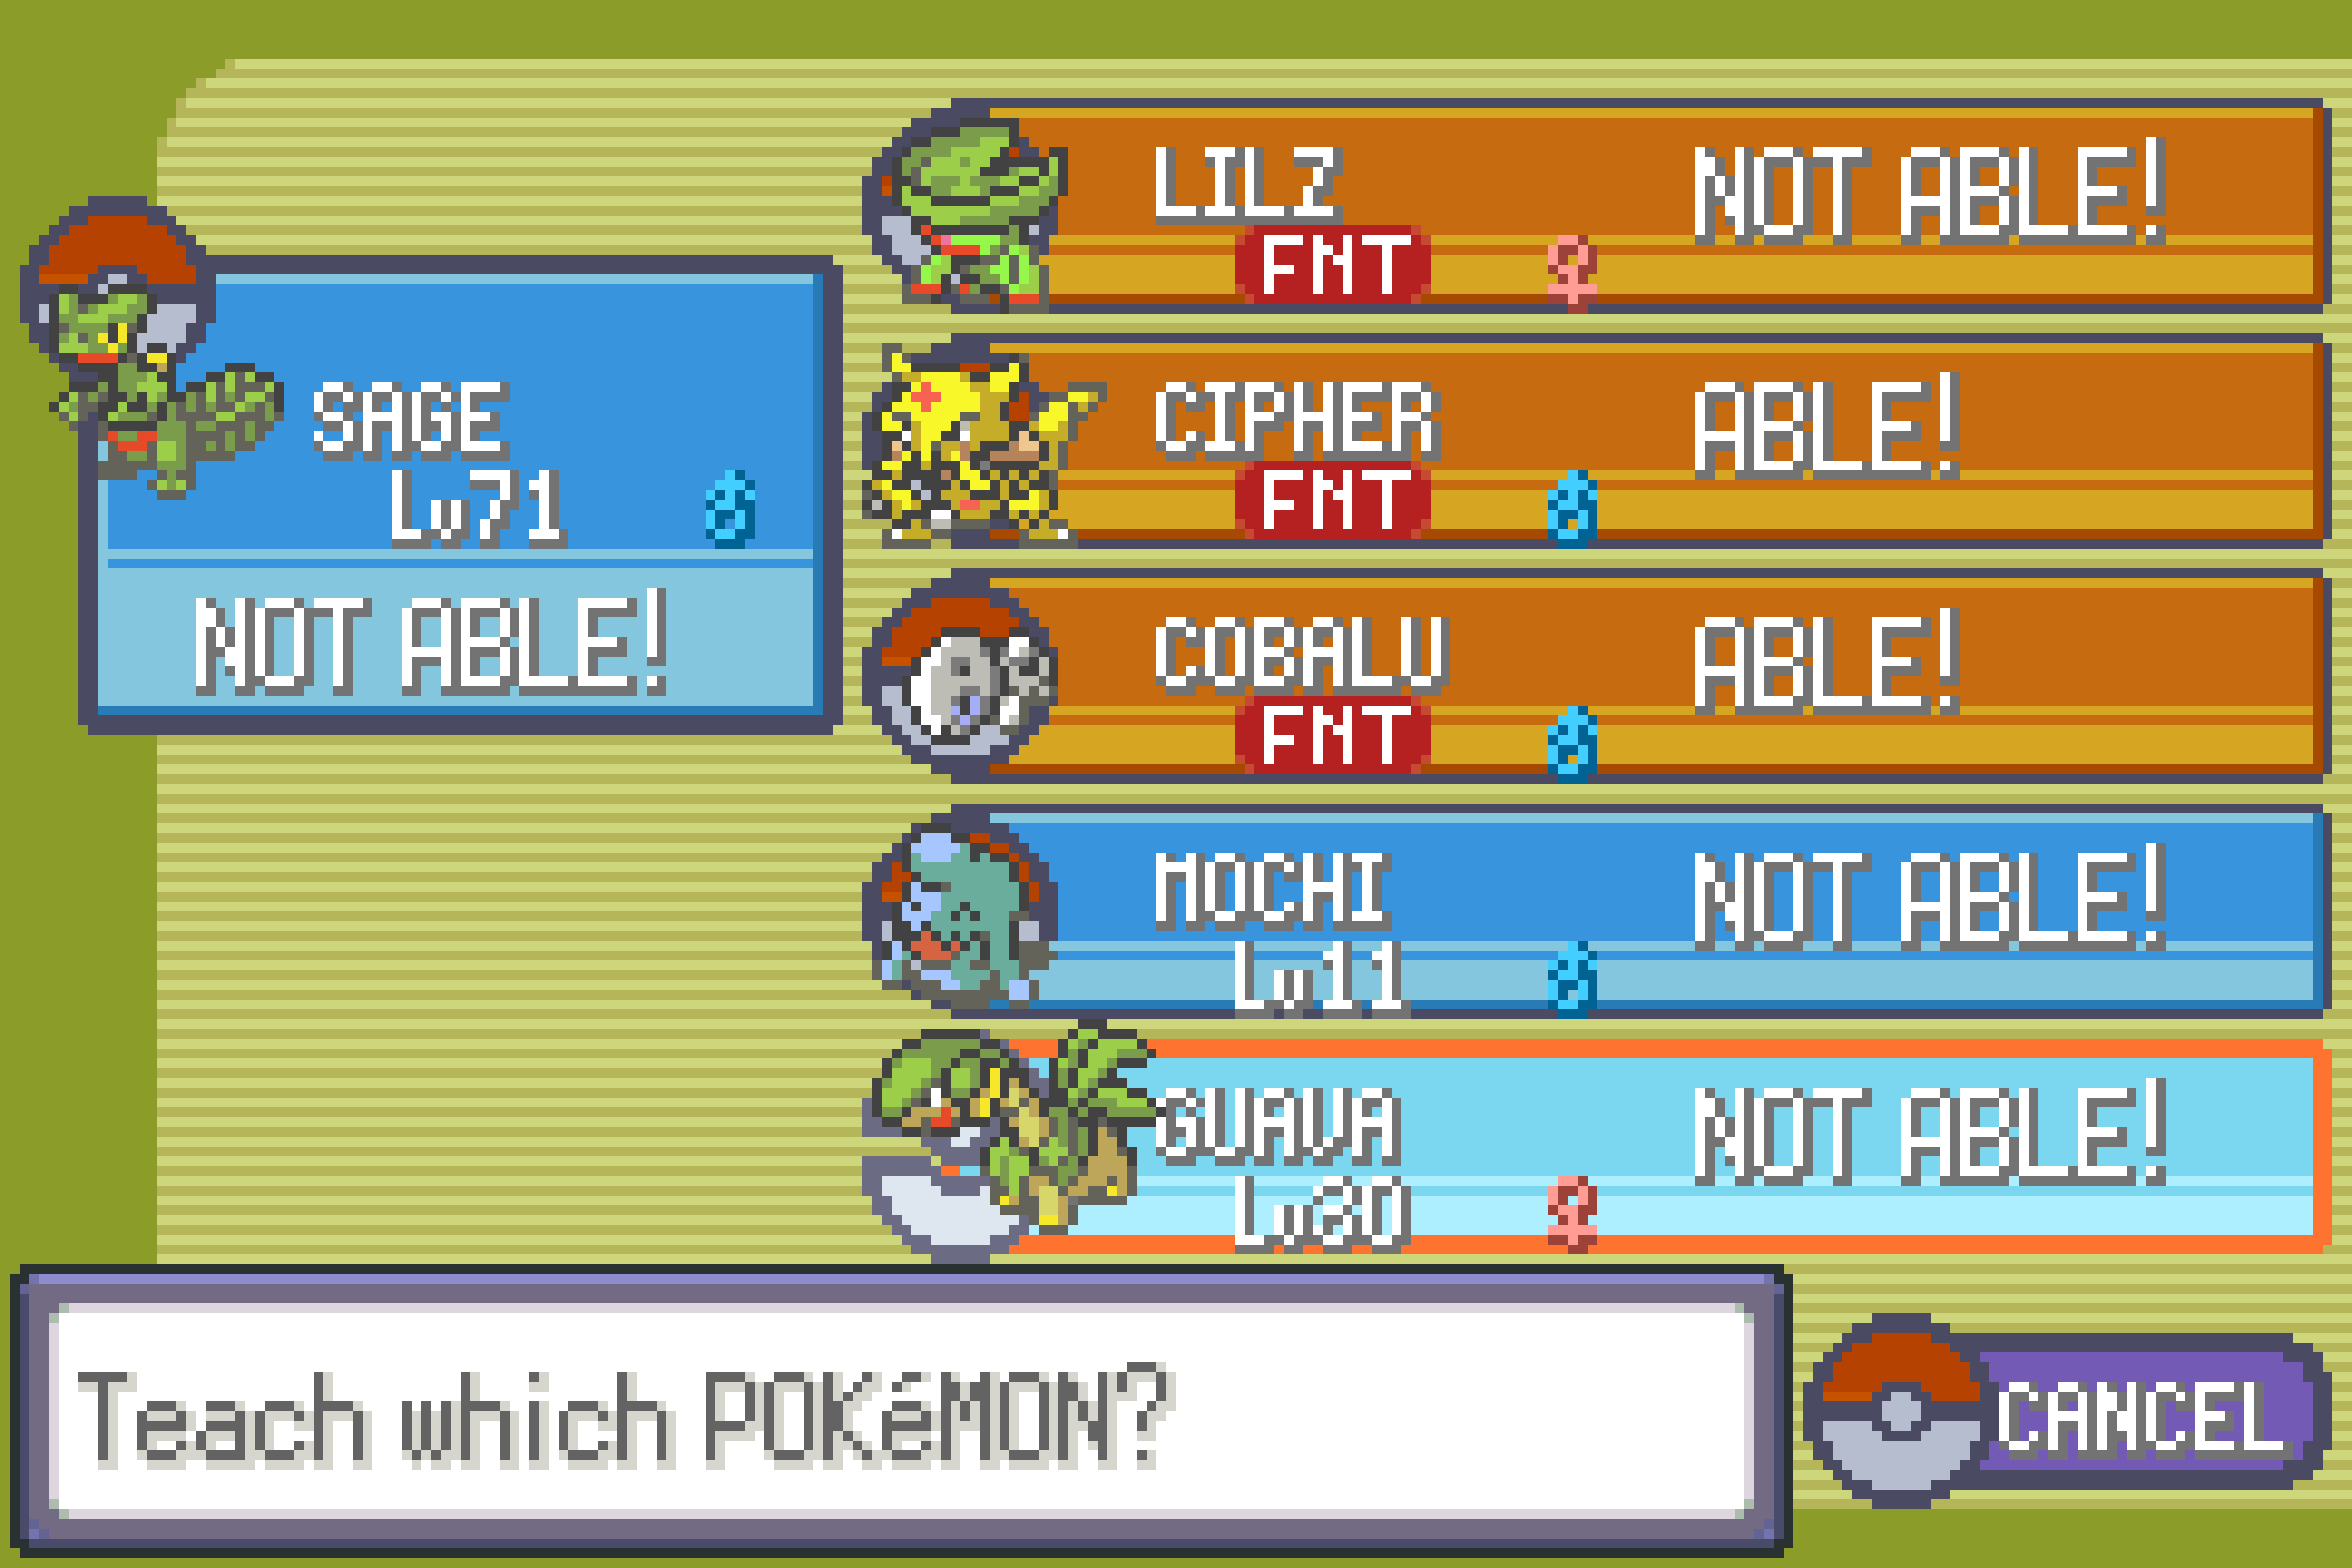 SAGE
Lv71 ♂
NOT ABLE!
LILZ NOT ABLE!
FNT ♀
CIPHER ABLE!
FNT ♂
COBALU ABLE!
FNT ♂
MOCHI NOT ABLE!
Lv11 ♂
GUAVA NOT ABLE!
Lv30 ♀
Teach which POKéMON?
CANCEL